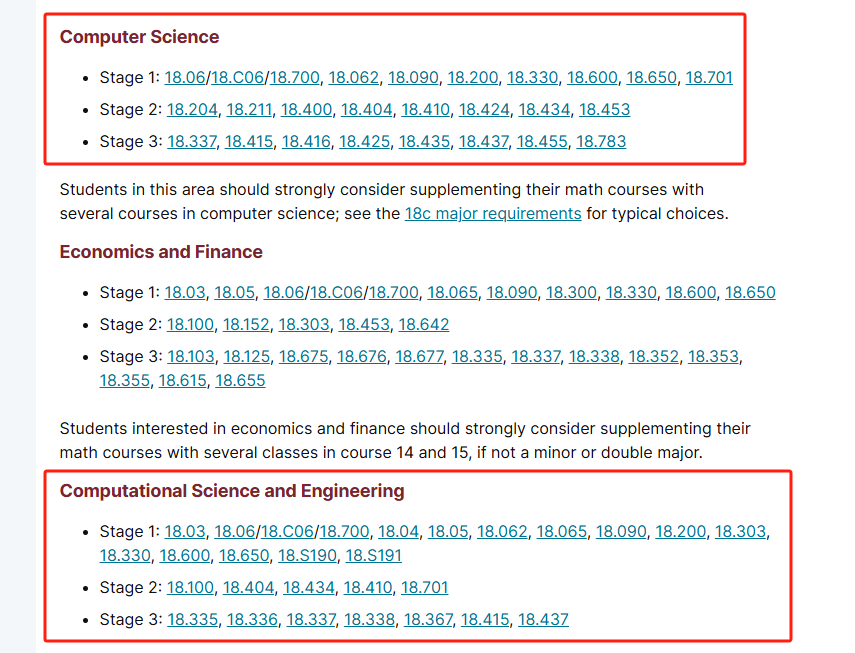 Computer Science
• Stage 1: 18.06/18.C06/18.700, 18.062, 18.090, 18.200, 18.330, 18.600, 18.650, 18.701
• Stage 2: 18.204, 18.211, 18.400, 18.404, 18.410, 18.424, 18.434, 18.453
• Stage 3: 18.337, 18.415, 18.416, 18.425, 18.435, 18.437, 18.455, 18.783
Students in this area should strongly consider supplementing their math courses with
several courses in computer science; see the 18c major requirements for typical choices.
Economics and Finance
• Stage 1: 18.03, 18.05, 18.06/18.C06/18.700, 18.065, 18.090, 18.300, 18.330, 18.600, 18.650
• Stage 2: 18.100, 18.152, 18.303, 18.453, 18.642
• Stage 3: 18.103, 18.125, 18.675, 18.676, 18.677, 18.335, 18.337, 18.338, 18.352, 18.353,
18.355, 18.615, 18.655
Students interested in economics and finance should strongly consider supplementing their
math courses with several classes in course 14 and 15, if not a minor or double major.
Computational Science and Engineering
• Stage 1: 18.03, 18.06/18.C06/18.700, 18.04, 18.05, 18.062, 18.065, 18.090, 18.200, 18.303,
18.330, 18.600, 18.650, 18.S190, 18.S191
• Stage 2: 18.100, 18.404, 18.434, 18.410, 18.701
• Stage 3: 18.335, 18.336, 18.337, 18.338, 18.367, 18.415, 18.437